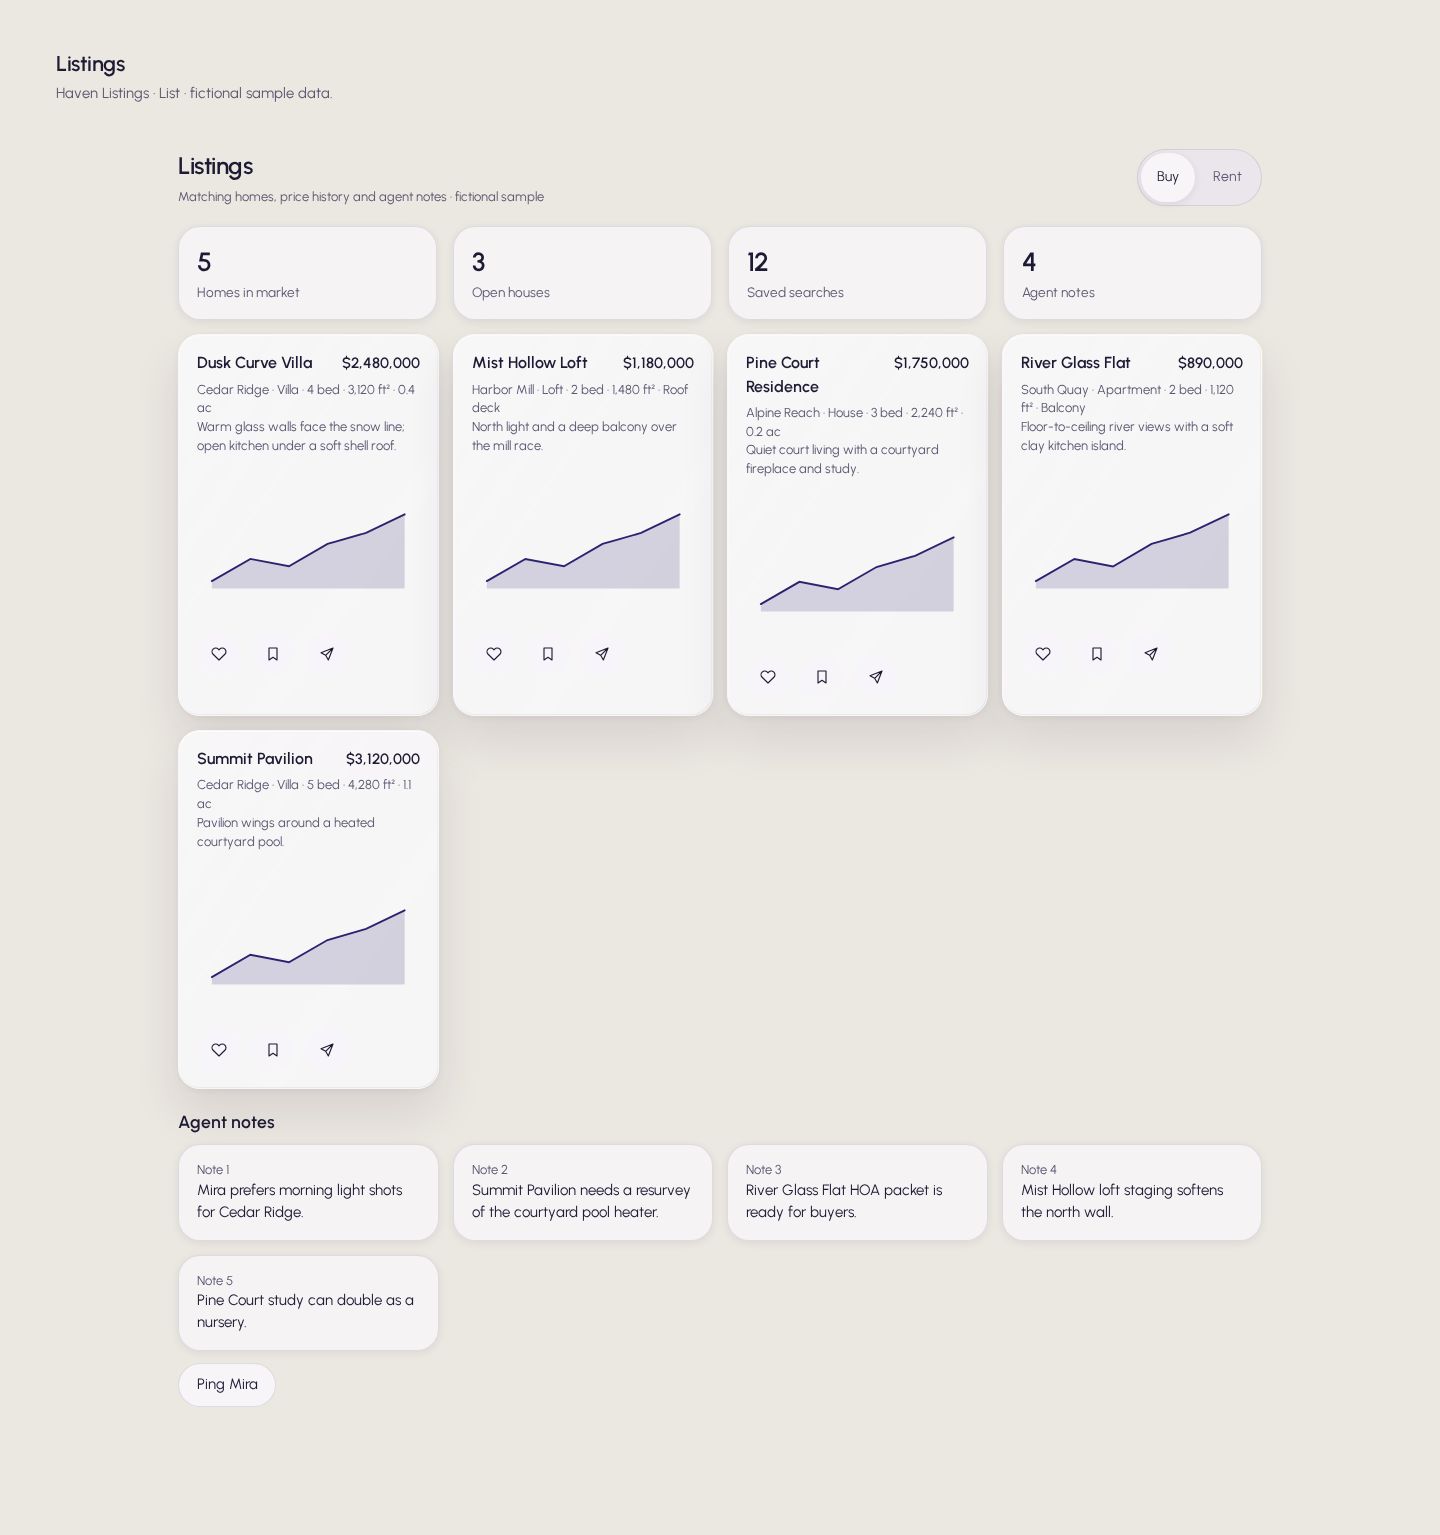 Listings
Haven Listings · List · fictional sample data.
Listings
Matching homes, price history and agent notes · fictional sample
Buy
Rent
5
Homes in market
3
Open houses
12
Saved searches
4
Agent notes
Dusk Curve Villa
$2,480,000
Cedar Ridge · Villa · 4 bed · 3,120 ft² · 0.4
ac
Warm glass walls face the snow line;
open kitchen under a soft shell roof.
Mist Hollow Loft
$1,180,000
Harbor Mill · Loft · 2 bed · 1,480 ft² · Roof
deck
North light and a deep balcony over
the mill race.
Pine Court
Residence
$1,750,000
Alpine Reach · House · 3 bed · 2,240 ft² ·
0.2 ac
Quiet court living with a courtyard
fireplace and study.
River Glass Flat
$890,000
South Quay · Apartment · 2 bed · 1,120
ft² · Balcony
Floor-to-ceiling river views with a soft
clay kitchen island.
Summit Pavilion
$3,120,000
Cedar Ridge · Villa · 5 bed · 4,280 ft² · 1.1
ac
Pavilion wings around a heated
courtyard pool.
Agent notes
Note 1
Mira prefers morning light shots
for Cedar Ridge.
Note 2
Summit Pavilion needs a resurvey
of the courtyard pool heater.
Note 3
River Glass Flat HOA packet is
ready for buyers.
Note 4
Mist Hollow loft staging softens
the north wall.
Note 5
Pine Court study can double as a
nursery.
Ping Mira